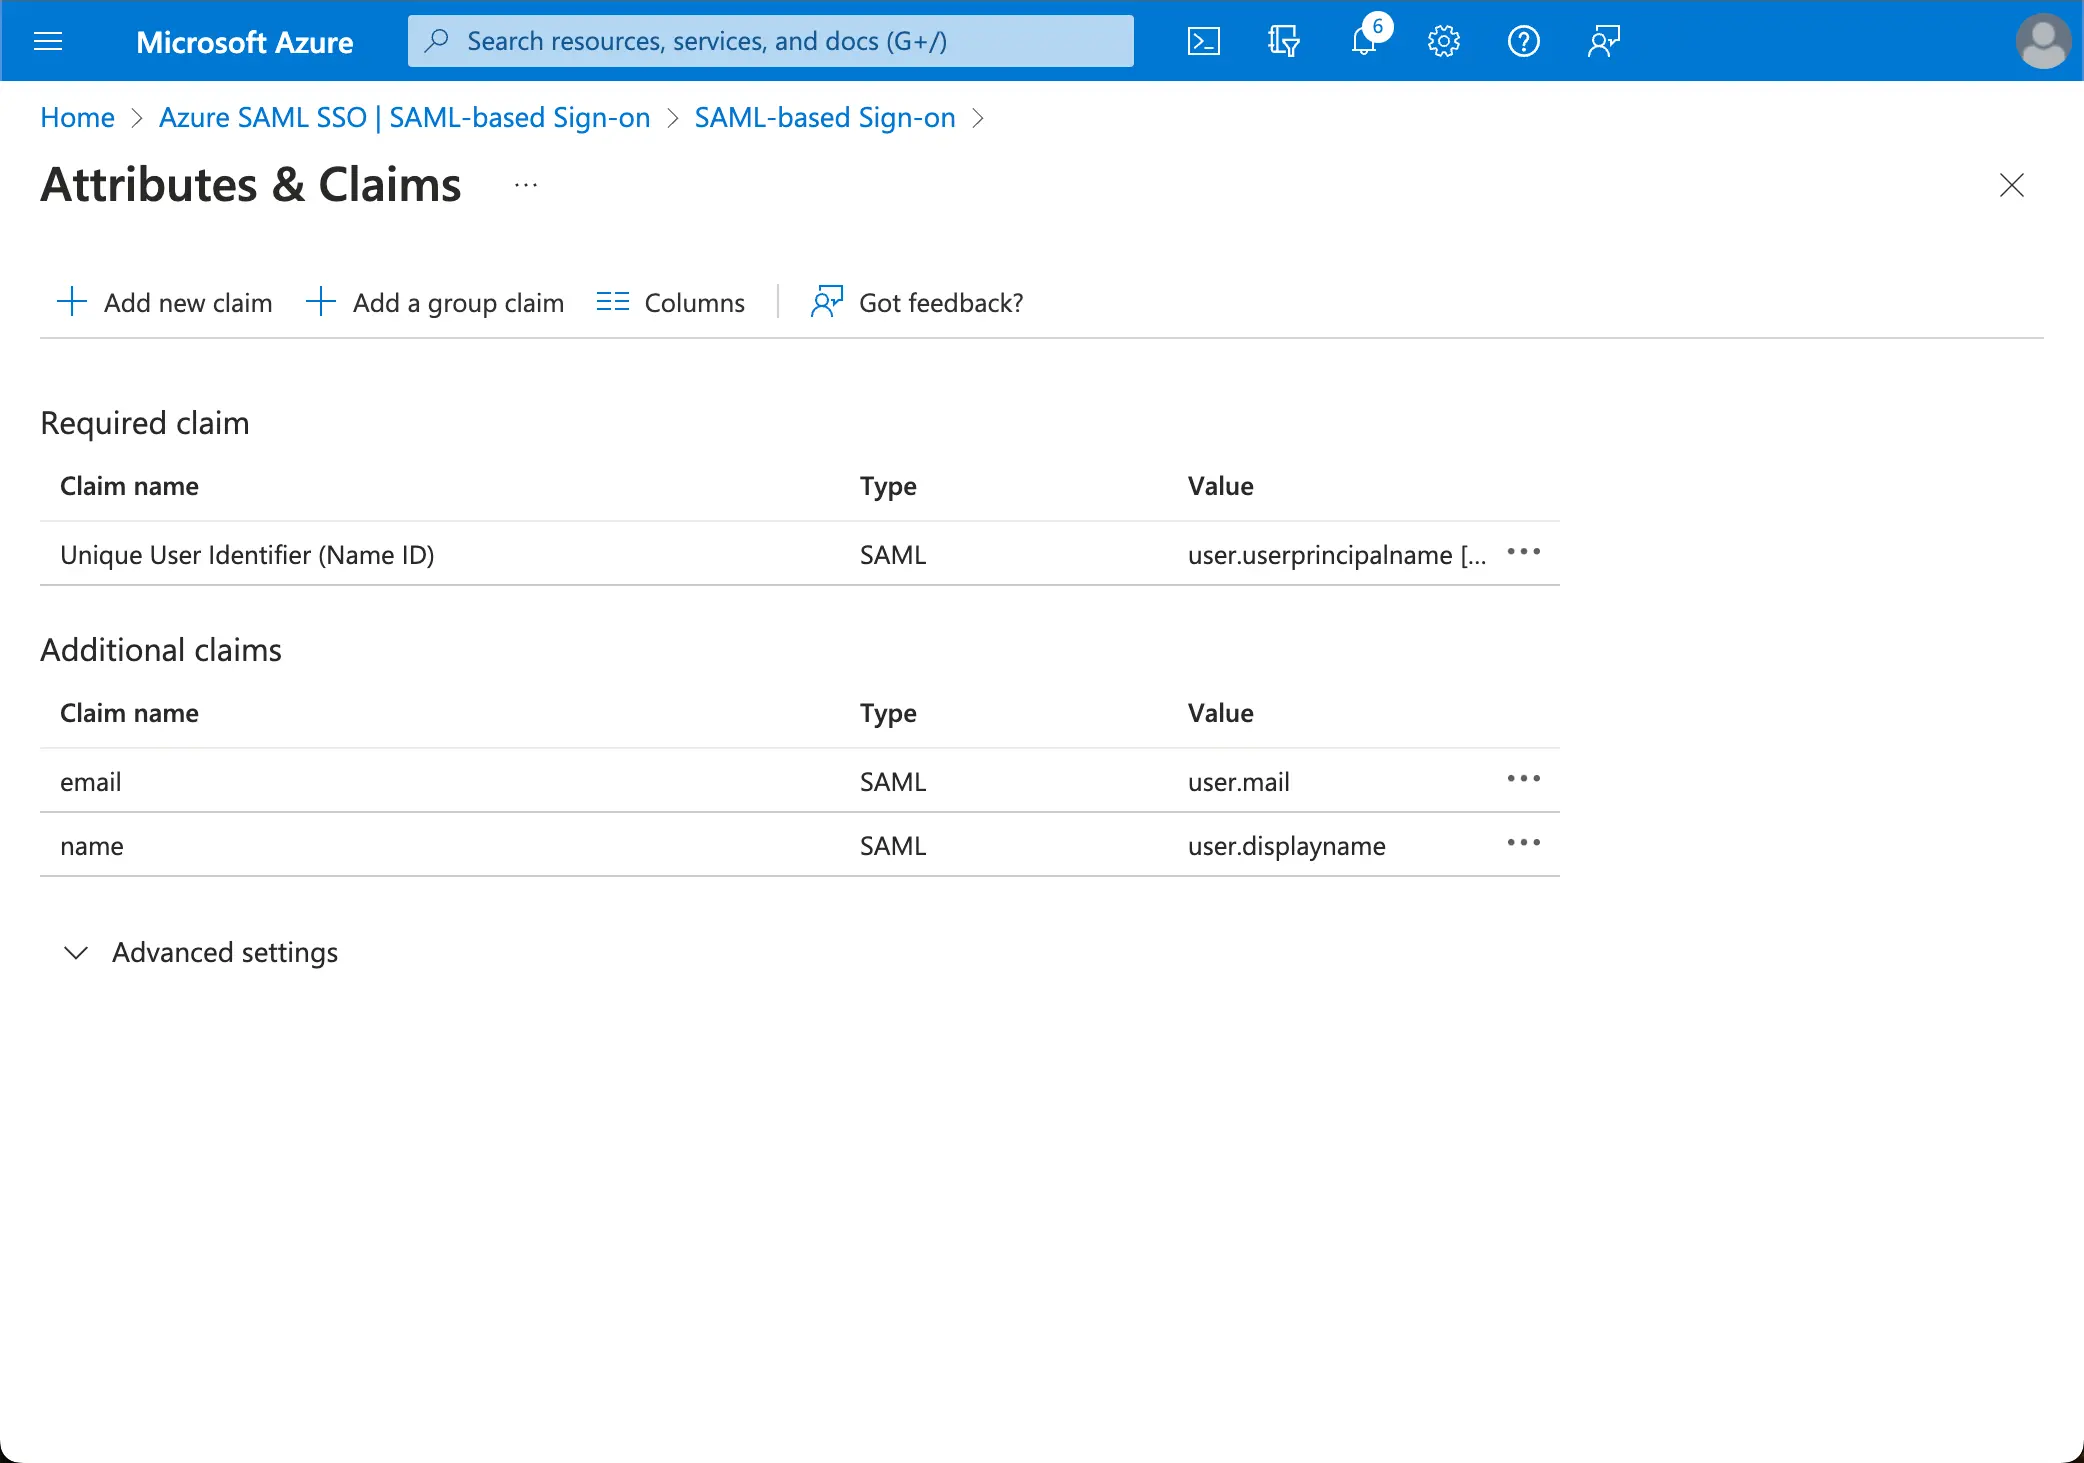 Microsoft Azure
Search resources, services, and docs (G+/)
6
Home > Azure SAML SSO | SAML-based Sign-on > SAML-based Sign-on >
Attributes & Claims ...
Add new claim
Add a group claim
Columns
Got feedback?
Required claim
Claim name Type Value
Unique User Identifier (Name ID) SAML user.userprincipalname [...
Additional claims
Claim name Type Value
email SAML user.mail
name SAML user.displayname
Advanced settings